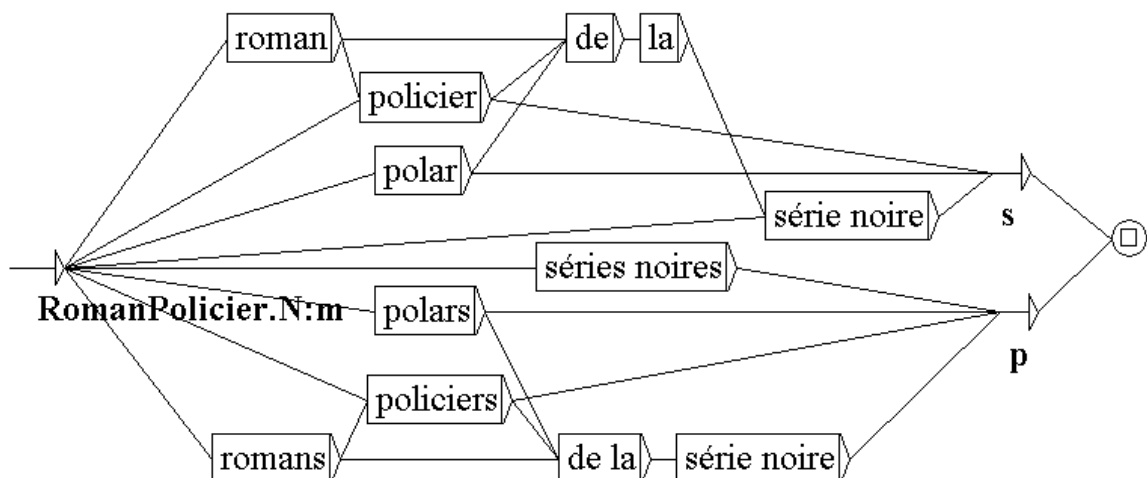 roman
de
la
policier
polar
série noire
s
séries noires
RomanPolicier.N:m
polars
p
policiers
romans
de la
série noire